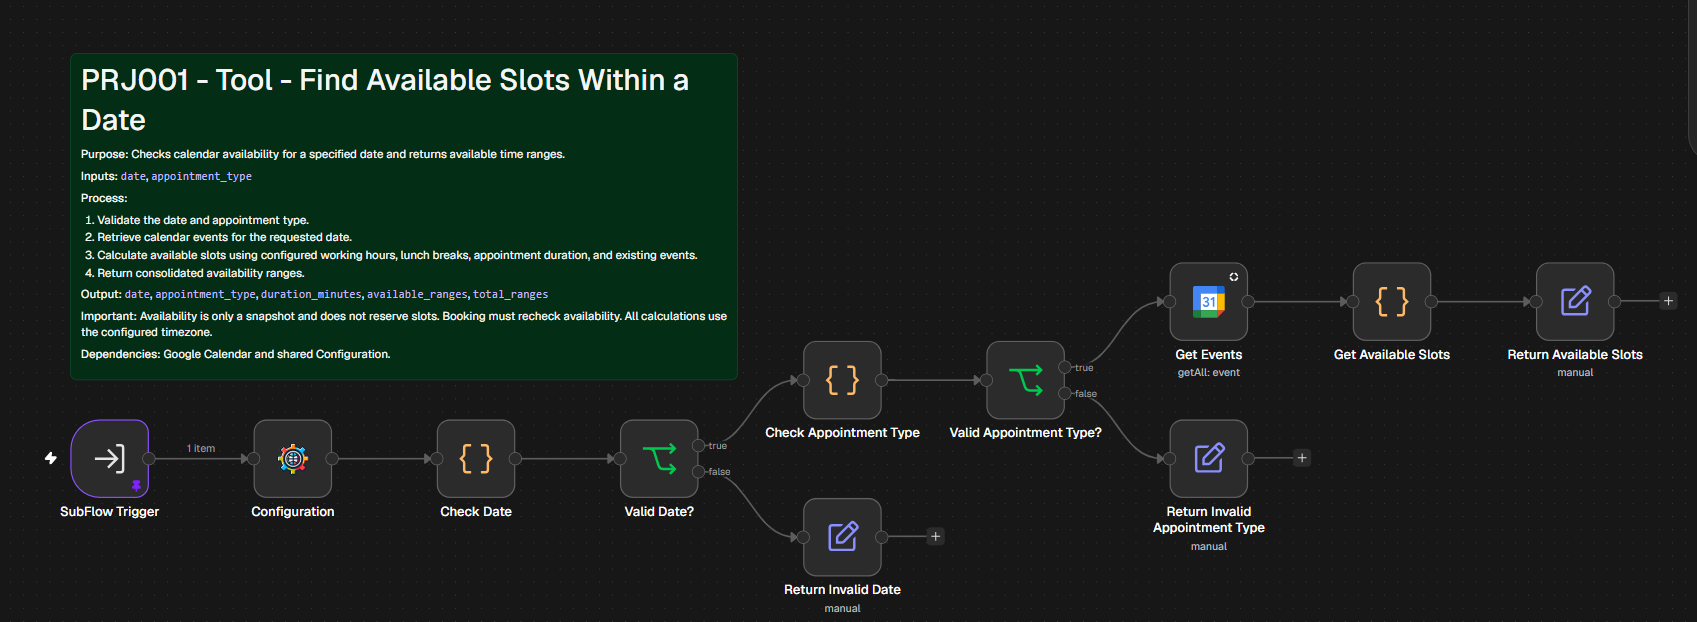 PRJ001 - Tool - Find Available Slots Within a
Date
Purpose: Checks calendar availability for a specified date and returns available time ranges.
Inputs: date, appointment_type
Process:
1. Validate the date and appointment type.
2. Retrieve calendar events for the requested date.
3. Calculate available slots using configured working hours, lunch breaks, appointment duration, and existing events.
4. Return consolidated availability ranges.
Output: date, appointment_type, duration_minutes, available_ranges, total_ranges
Important: Availability is only a snapshot and does not reserve slots. Booking must recheck availability. All calculations use
the configured timezone.
Dependencies: Google Calendar and shared Configuration.
SubFlow Trigger
1 item
Configuration
{ }
Check Date
Valid Date?
true
false
{ }
Check Appointment Type
Return Invalid Date
manual
Valid Appointment Type?
true
false
31
Get Events
getAll: event
{ }
Get Available Slots
Return Available Slots
manual
Return Invalid
Appointment Type
manual